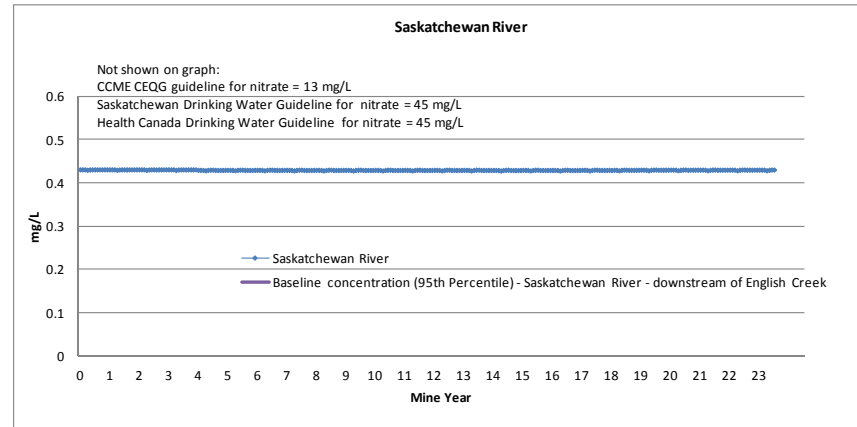 Saskatchewan River
Not shown on graph:
CCME CEQG guideline for nitrate = 13 mg/L
Saskatchewan Drinking Water Guideline for nitrate = 45 mg/L
Health Canada Drinking Water Guideline for nitrate = 45 mg/L
0.6
0.5
0.4
0.3
0.2
0.1
0
mg/L
Saskatchewan River
Baseline concentration (95th Percentile) - Saskatchewan River - downstream of English Creek
0 1 2 3 4 5 6 7 8 9 10 11 12 13 14 15 16 17 18 19 20 21 22 23
Mine Year